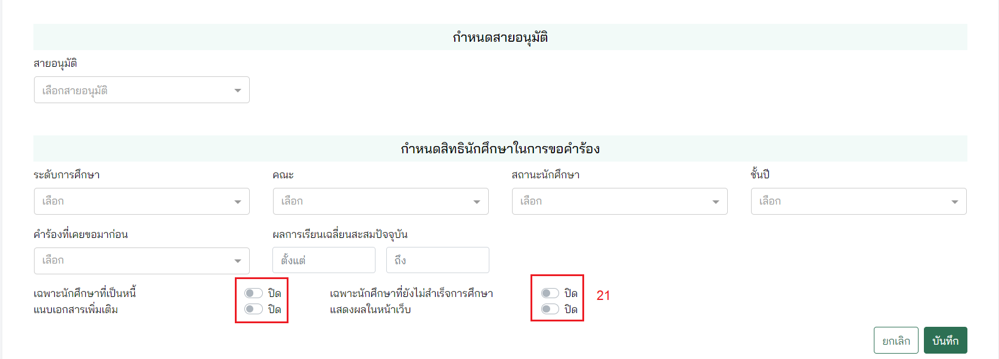 กำหนดสายอนุมัติ
สายอนุมัติ
เลือกสายอนุมัติ
กำหนดสิทธินักศึกษาในการขอคำร้อง
ระดับการศึกษา คณะ สถานะนักศึกษา ชั้นปี
เลือก เลือก เลือก เลือก
คำร้องที่เคยขอมาก่อน ผลการเรียนเฉลี่ยนสะสมปัจจุบัน
เลือก ตั้งแต่ ถึง
เฉพาะนักศึกษาที่เป็นหนี้ ปิด เฉพาะนักศึกษาที่ยังไม่สำเร็จการศึกษา ปิด 21
แนบเอกสารเพิ่มเติม ปิด แสดงผลในหน้าเว็บ ปิด
ยกเลิก บันทึก